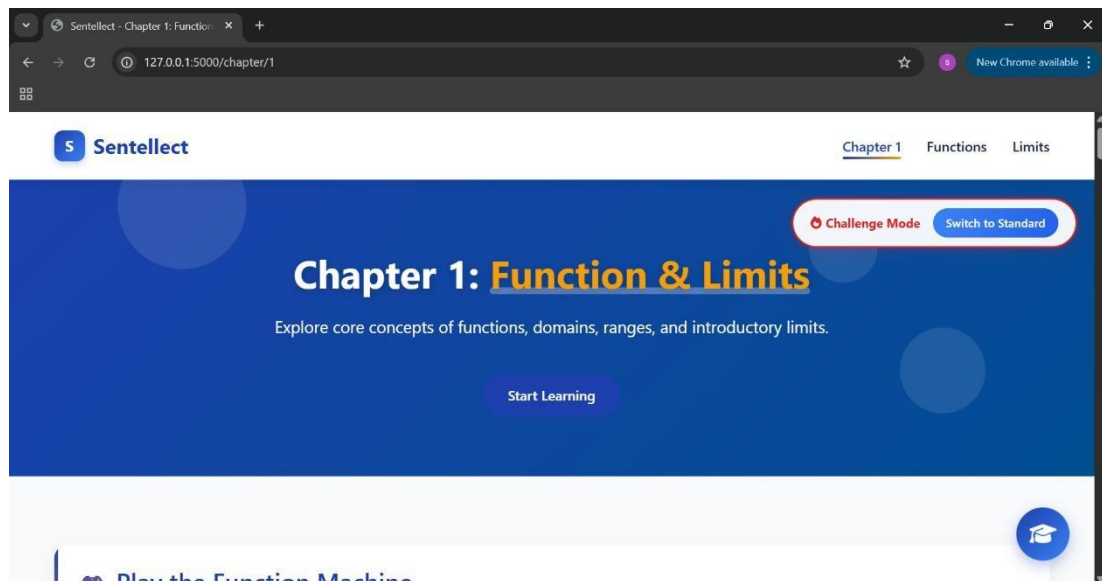 Sentellect - Chapter 1: Function
127.0.0.1:5000/chapter/1
S
New Chrome available
S
Sentellect
Chapter 1
Functions
Limits
Challenge Mode
Switch to Standard
Chapter 1: Function & Limits
Explore core concepts of functions, domains, ranges, and introductory limits.
Start Learning
Play the Function Machine